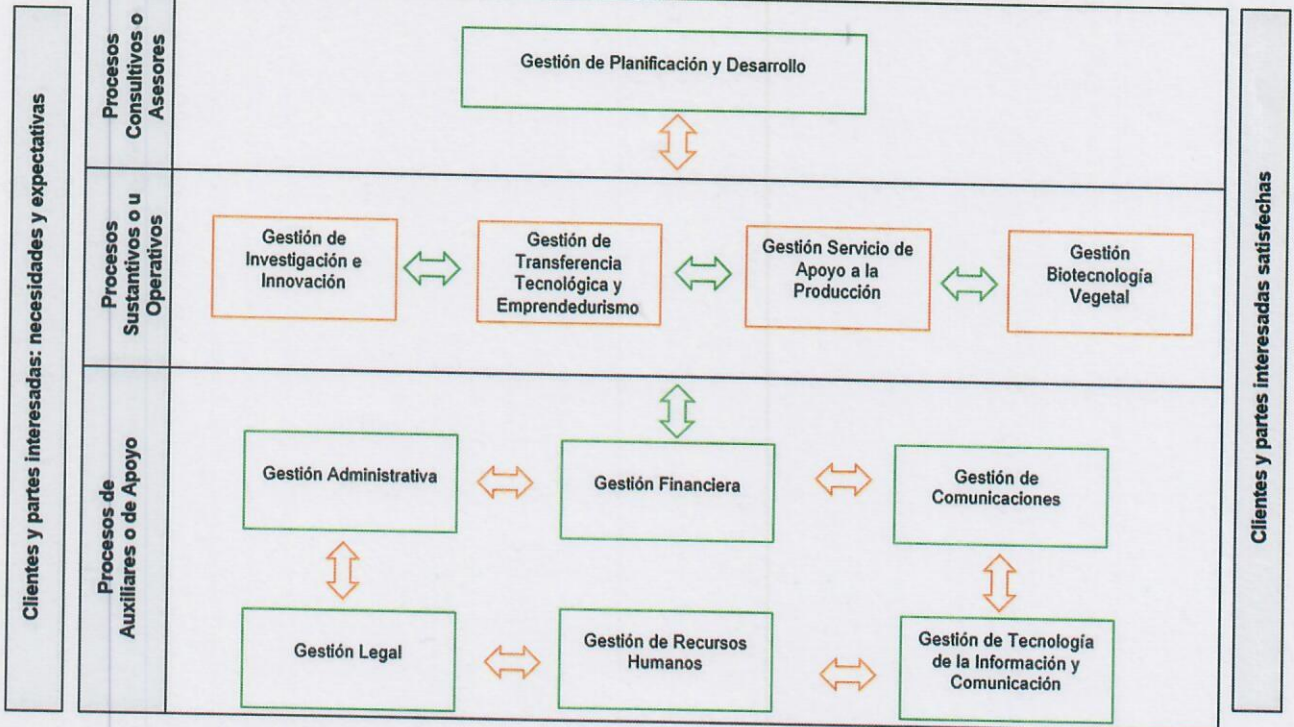 Clientes y partes interesadas: necesidades y expectativas
Procesos
Consultivos o
Asesores
Gestión de Planificación y Desarrollo
Procesos
Sustantivos o u
Operativos
Gestión de
Investigación e
Innovación
Gestión de
Transferencia
Tecnológica y
Emprendedurismo
Gestión Servicio de
Apoyo a la
Producción
Gestión
Biotecnología
Vegetal
Procesos de
Auxiliares o de Apoyo
Gestión Administrativa
Gestión Financiera
Gestión de
Comunicaciones
Gestión Legal
Gestión de Recursos
Humanos
Gestión de Tecnología
de la Información y
Comunicación
Clientes y partes interesadas satisfechas